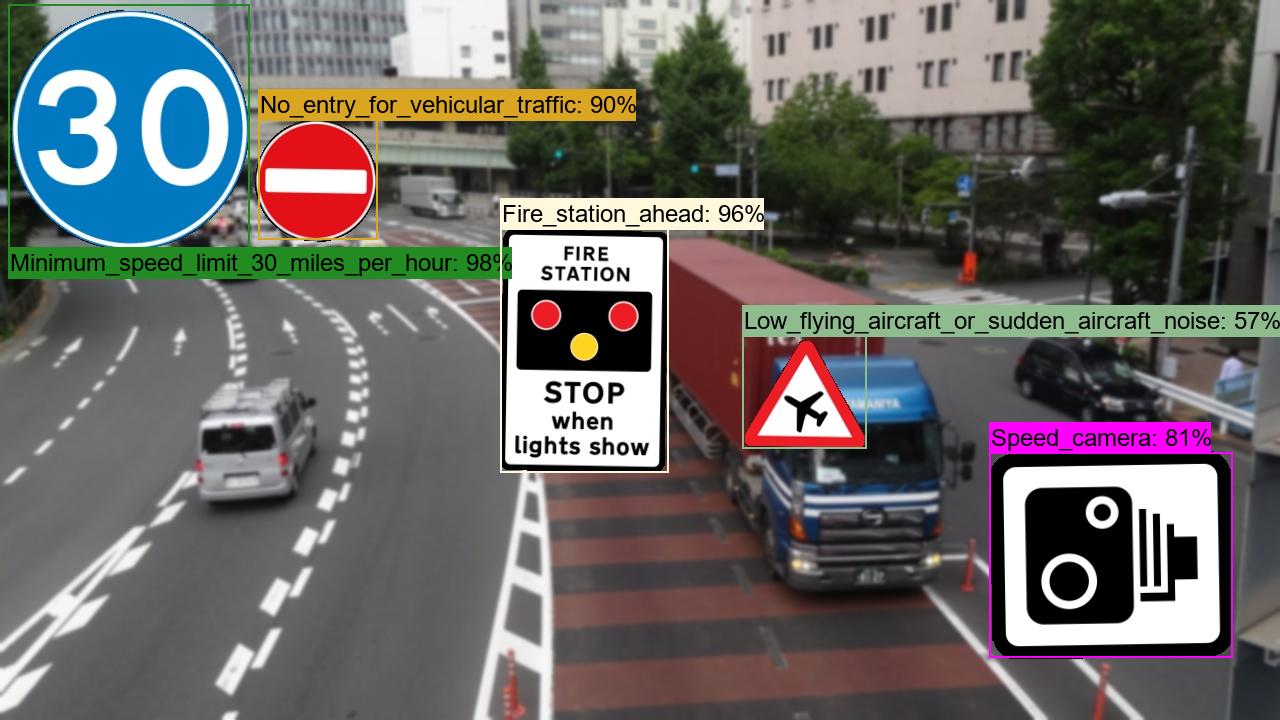 30
No_entry_for_vehicular_traffic: 90%
Fire_station_ahead: 96%
Minimum_speed_limit_30_miles_per_hour: 98%
FIRE
STATION
STOP
when
lights show
Low_flying_aircraft_or_sudden_aircraft_noise: 57%
Speed_camera: 81%